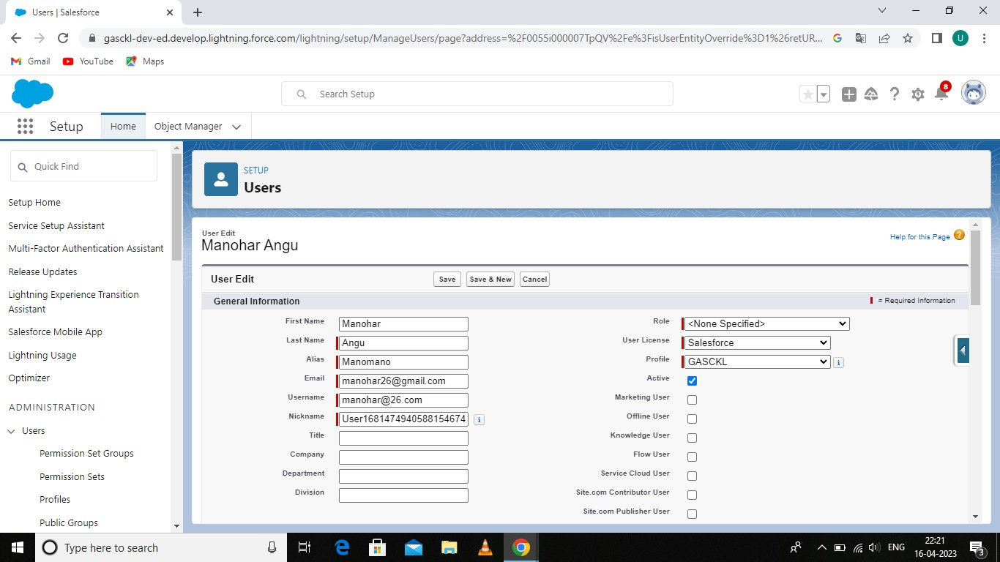 Users | Salesforce
gasckl-dev-ed.develop.lightning.force.com/lightning/setup/ManageUsers/page?address=%2F0055i000007TpQV%2Fe%3FisUserEntityOverride%3D1%26retUR...
U
Gmail
YouTube
Maps
Search Setup
8
Setup
Home
Object Manager
Quick Find
Setup Home
Service Setup Assistant
Multi-Factor Authentication Assistant
Release Updates
Lightning Experience Transition
Assistant
Salesforce Mobile App
Lightning Usage
Optimizer
ADMINISTRATION
Users
Permission Set Groups
Permission Sets
Profiles
Public Groups
SETUP
Users
User Edit
Manohar Angu
Help for this Page ?
User Edit
Save
Save & New
Cancel
General Information
= Required Information
First Name Manohar
Last Name Angu
Alias Manomano
Email manohar26@gmail.com
Username manohar@26.com
Nickname User1681474940588154674 i
Title
Company
Department
Division
Role <None Specified>
User License Salesforce
Profile GASCKL i
Active
Marketing User
Offline User
Knowledge User
Flow User
Service Cloud User
Site.com Contributor User
Site.com Publisher User
Type here to search
ENG
22:21
16-04-2023
3